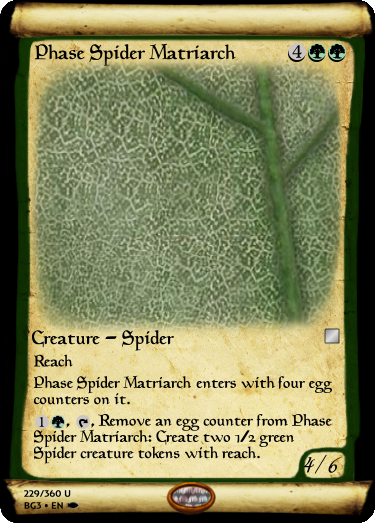 Phase Spider Matriarch 4
Creature – Spider
Reach
Phase Spider Matriarch enters with four egg
counters on it.
1 , , Remove an egg counter from Phase
Spider Matriarch: Create two 1/2 green
Spider creature tokens with reach.
4/6
229/360 U
BG3 • EN